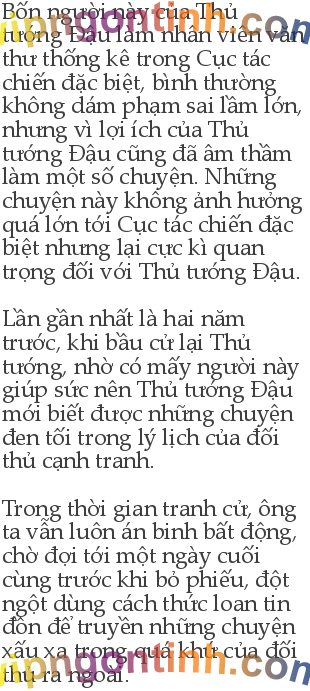 Bốn người này của Thủ
tướng Đậu làm nhân viên văn
thư thống kê trong Cục tác
chiến đặc biệt, bình thường
không dám phạm sai lầm lớn,
nhưng vì lợi ích của Thủ
tướng Đậu cũng đã âm thầm
làm một số chuyện. Những
chuyện này không ảnh hưởng
quá lớn tới Cục tác chiến đặc
biệt nhưng lại cực kì quan
trọng đối với Thủ tướng Đậu.
Lần gần nhất là hai năm
trước, khi bầu cử lại Thủ
tướng, nhờ có mấy người này
giúp sức nên Thủ tướng Đậu
mới biết được những chuyện
đen tối trong lý lịch của đối
thủ cạnh tranh.
Trong thời gian tranh cử, ông
ta vẫn luôn án binh bất động,
chờ đợi tới một ngày cuối
cùng trước khi bỏ phiếu, đột
ngột dùng cách thức loan tin
đồn để truyền những chuyện
xấu xa trong quá khứ của đối
thủ ra ngoài.
vipngontinh.com
vipngontinh.com